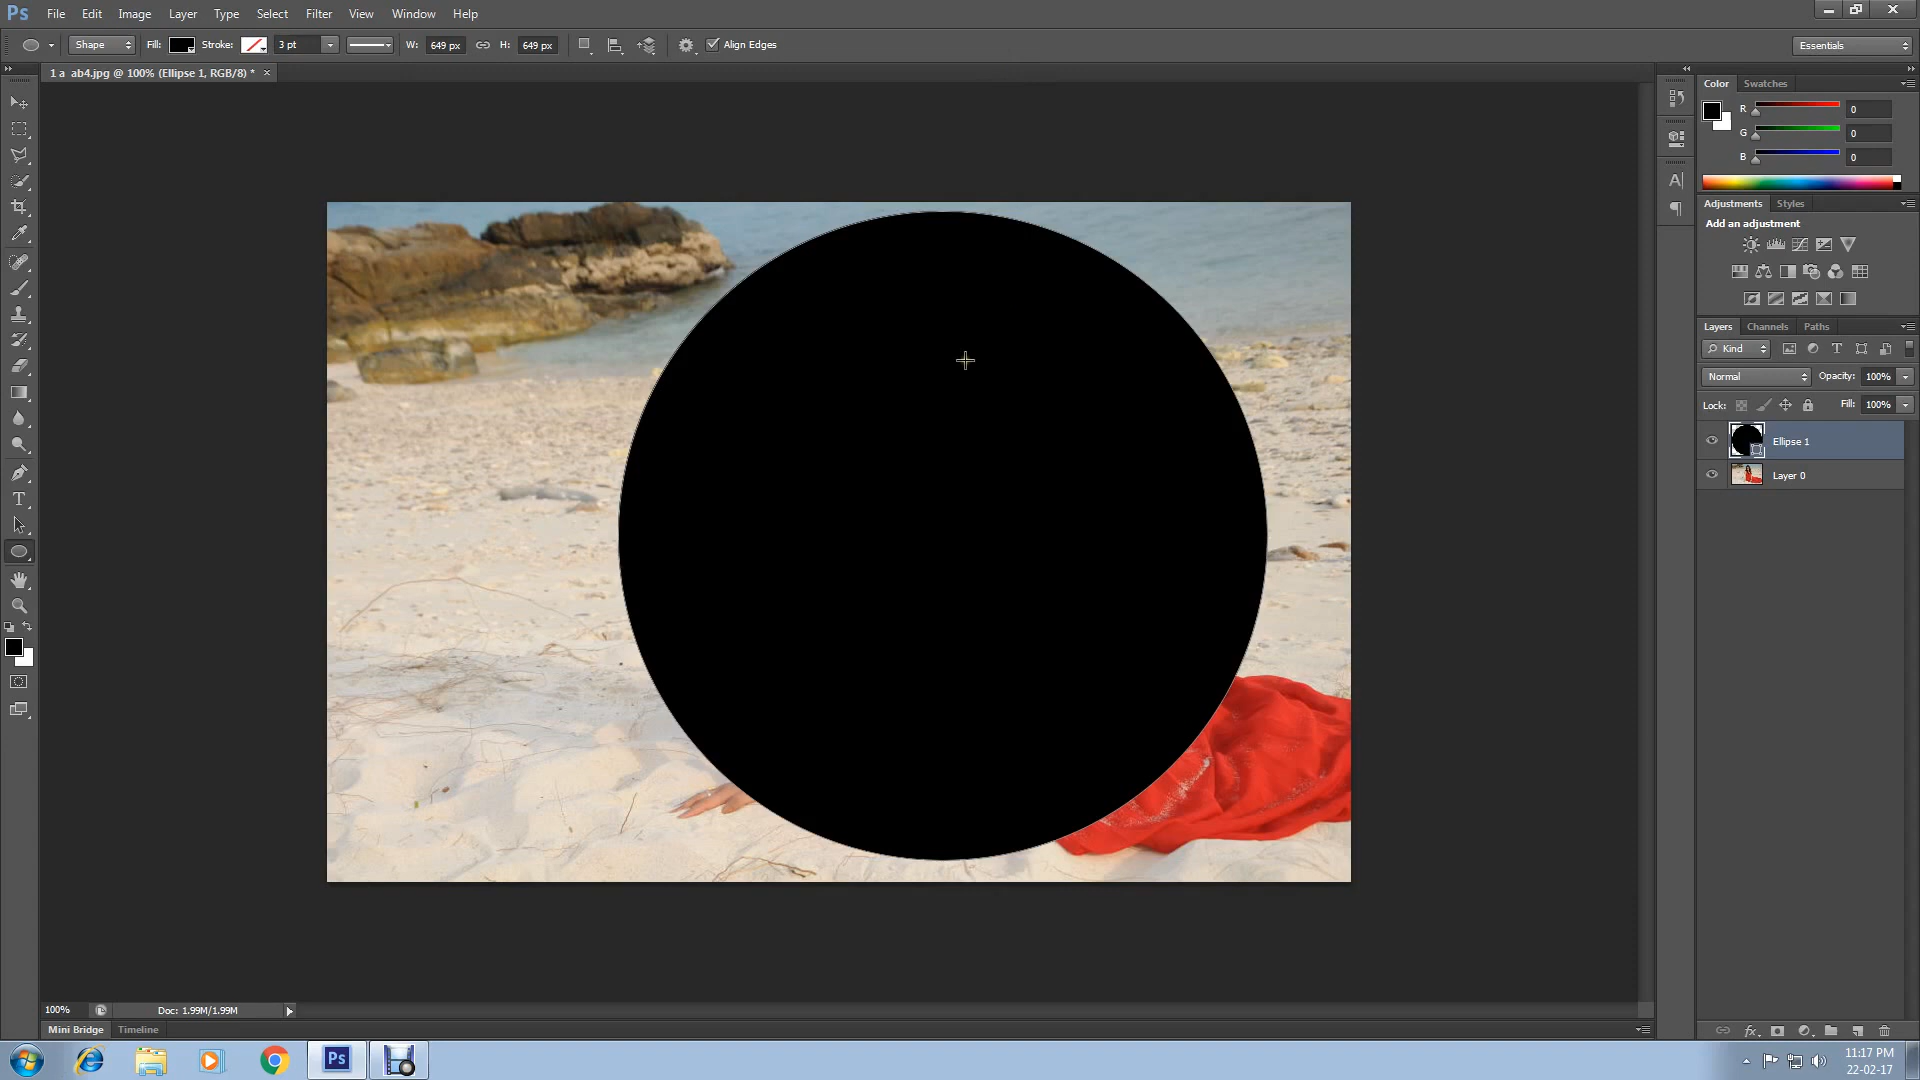 Ps File Edit Image Layer Type Select Filter View Window Help
Shape Fill: Stroke: 3 pt W: 649 px H: 649 px Align Edges Essentials
1 a ab4.jpg @ 100% (Ellipse 1, RGB/8) * ×
Color Swatches
R 0
G 0
B 0
Adjustments Styles
Add an adjustment
Layers Channels Paths
Kind
Normal Opacity: 100%
Lock: Fill: 100%
Ellipse 1
Layer 0
100% Doc: 1.99M/1.99M
Mini Bridge Timeline
Ps
11:17 PM
22-02-17